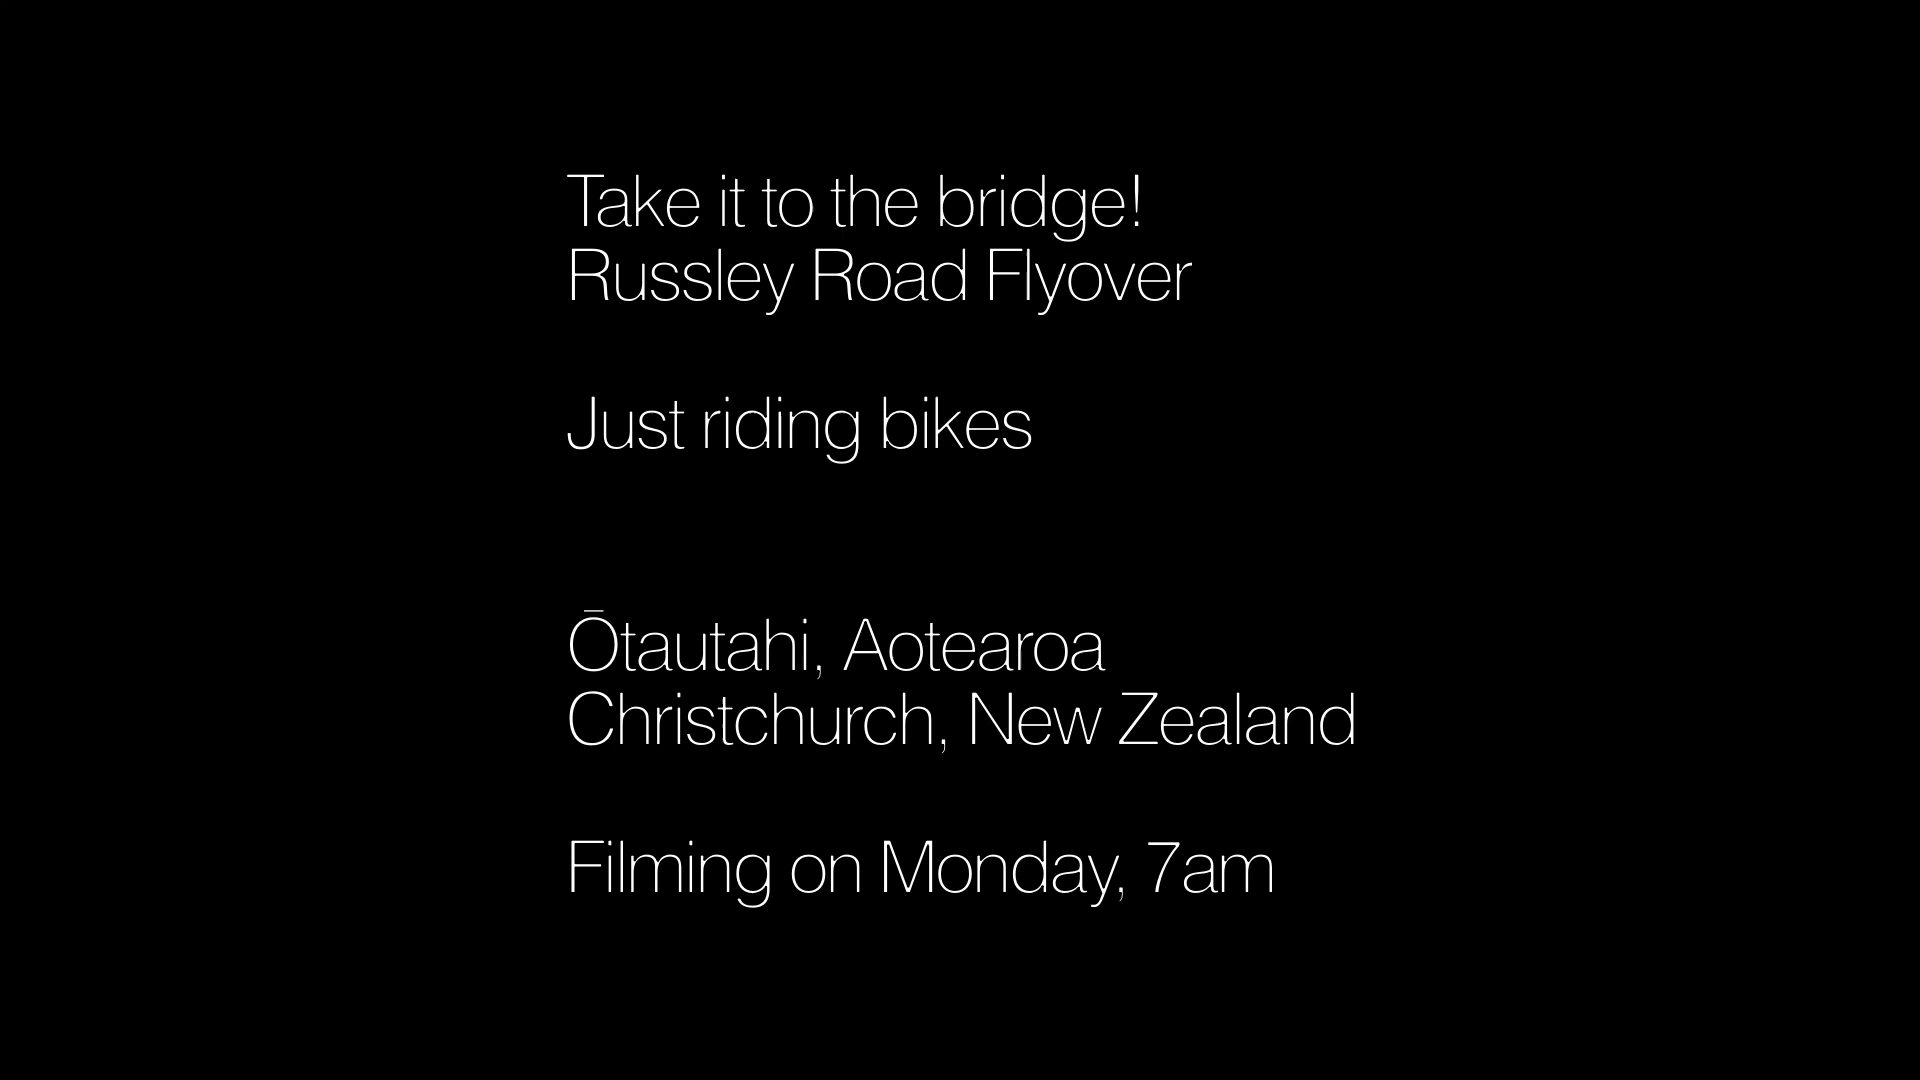 Take it to the bridge!
Russley Road Flyover
Just riding bikes
Ōtautahi, Aotearoa
Christchurch, New Zealand
Filming on Monday, 7am